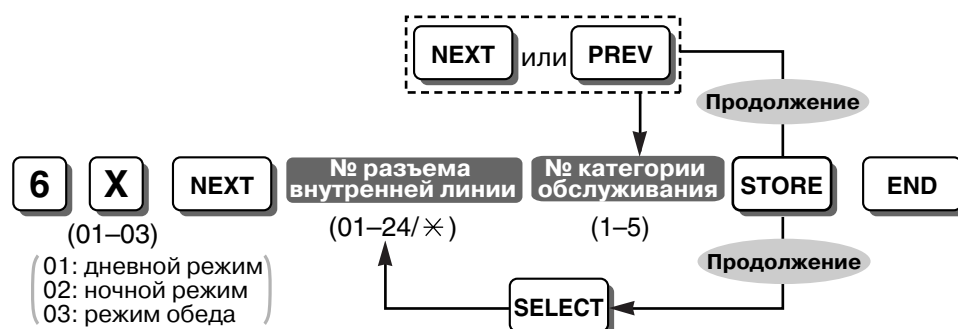 NEXT или PREV
Продолжение
6 X NEXT № разъема внутренней линии № категории обслуживания STORE END
(01–03) (01–24/✳) (1–5)
01: дневной режим
02: ночной режим
03: режим обеда
Продолжение
SELECT